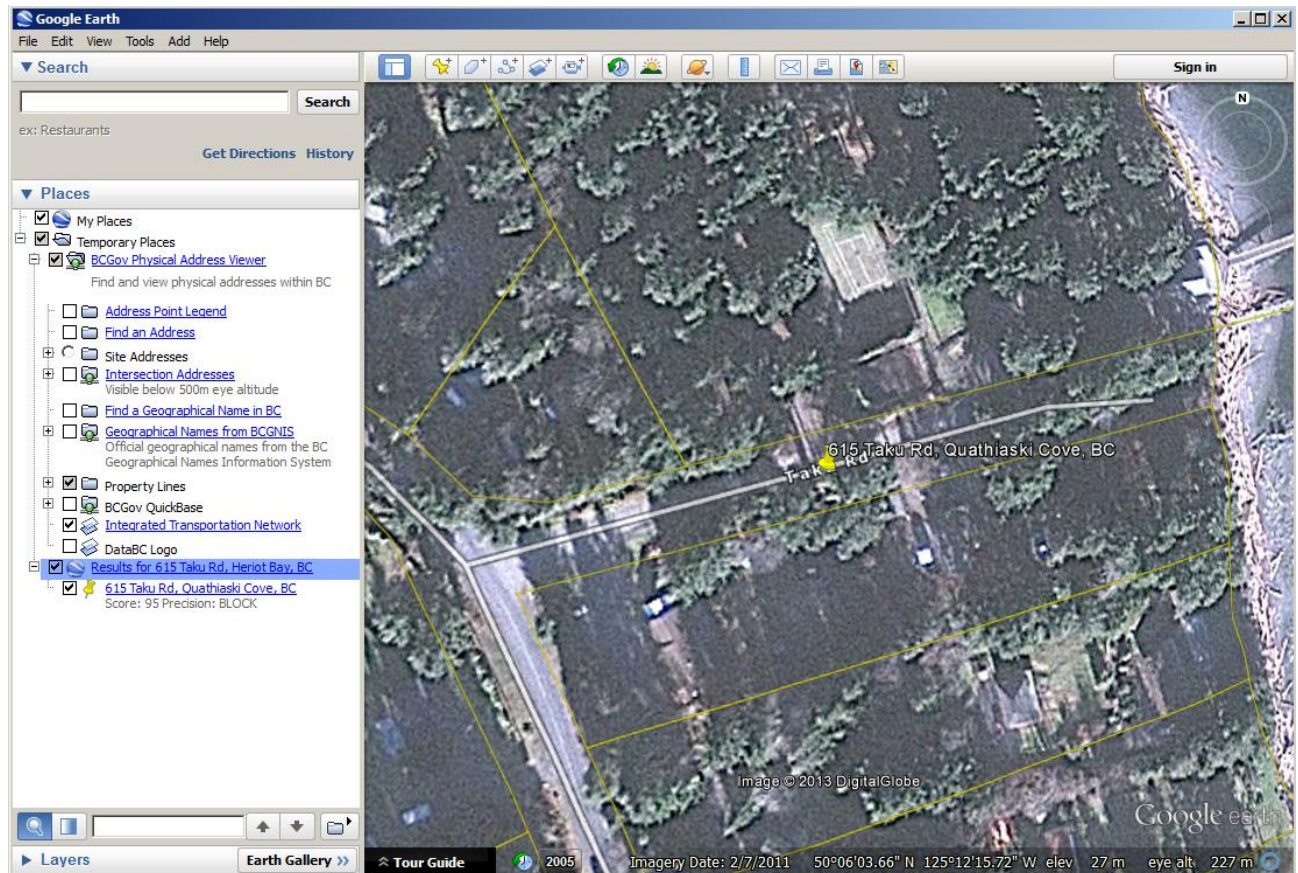 Google Earth
File Edit View Tools Add Help
Search
Search
ex: Restaurants
Get Directions History
Places
My Places
Temporary Places
BCGov Physical Address Viewer
Find and view physical addresses within BC
Address Point Legend
Find an Address
Site Addresses
Intersection Addresses
Visible below 500m eye altitude
Find a Geographical Name in BC
Geographical Names from BCGNIS
Official geographical names from the BC
Geographical Names Information System
Property Lines
BCGov QuickBase
Integrated Transportation Network
DataBC Logo
Results for 615 Taku Rd, Heriot Bay, BC
615 Taku Rd, Quathiaski Cove, BC
Score: 95 Precision: BLOCK
Layers
Earth Gallery >>
Sign in
N
615 Taku Rd, Quathiaski Cove, BC
Taku Rd
Image © 2013 DigitalGlobe
Google earth
Tour Guide
2005
Imagery Date: 2/7/2011 50°06'03.66" N 125°12'15.72" W elev 27 m eye alt 227 m